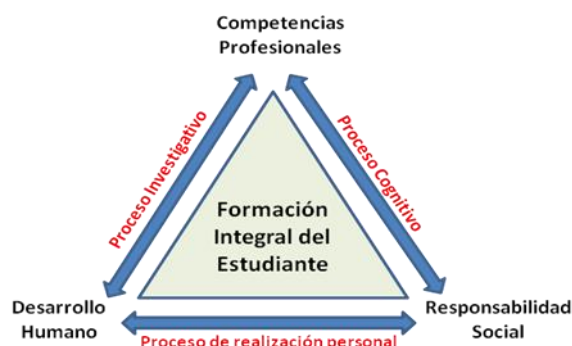 Competencias
Profesionales
Proceso Investigativo
Proceso Cognitivo
Formación
Integral del
Estudiante
Desarrollo
Humano
Responsabilidad
Social
Proceso de realización personal